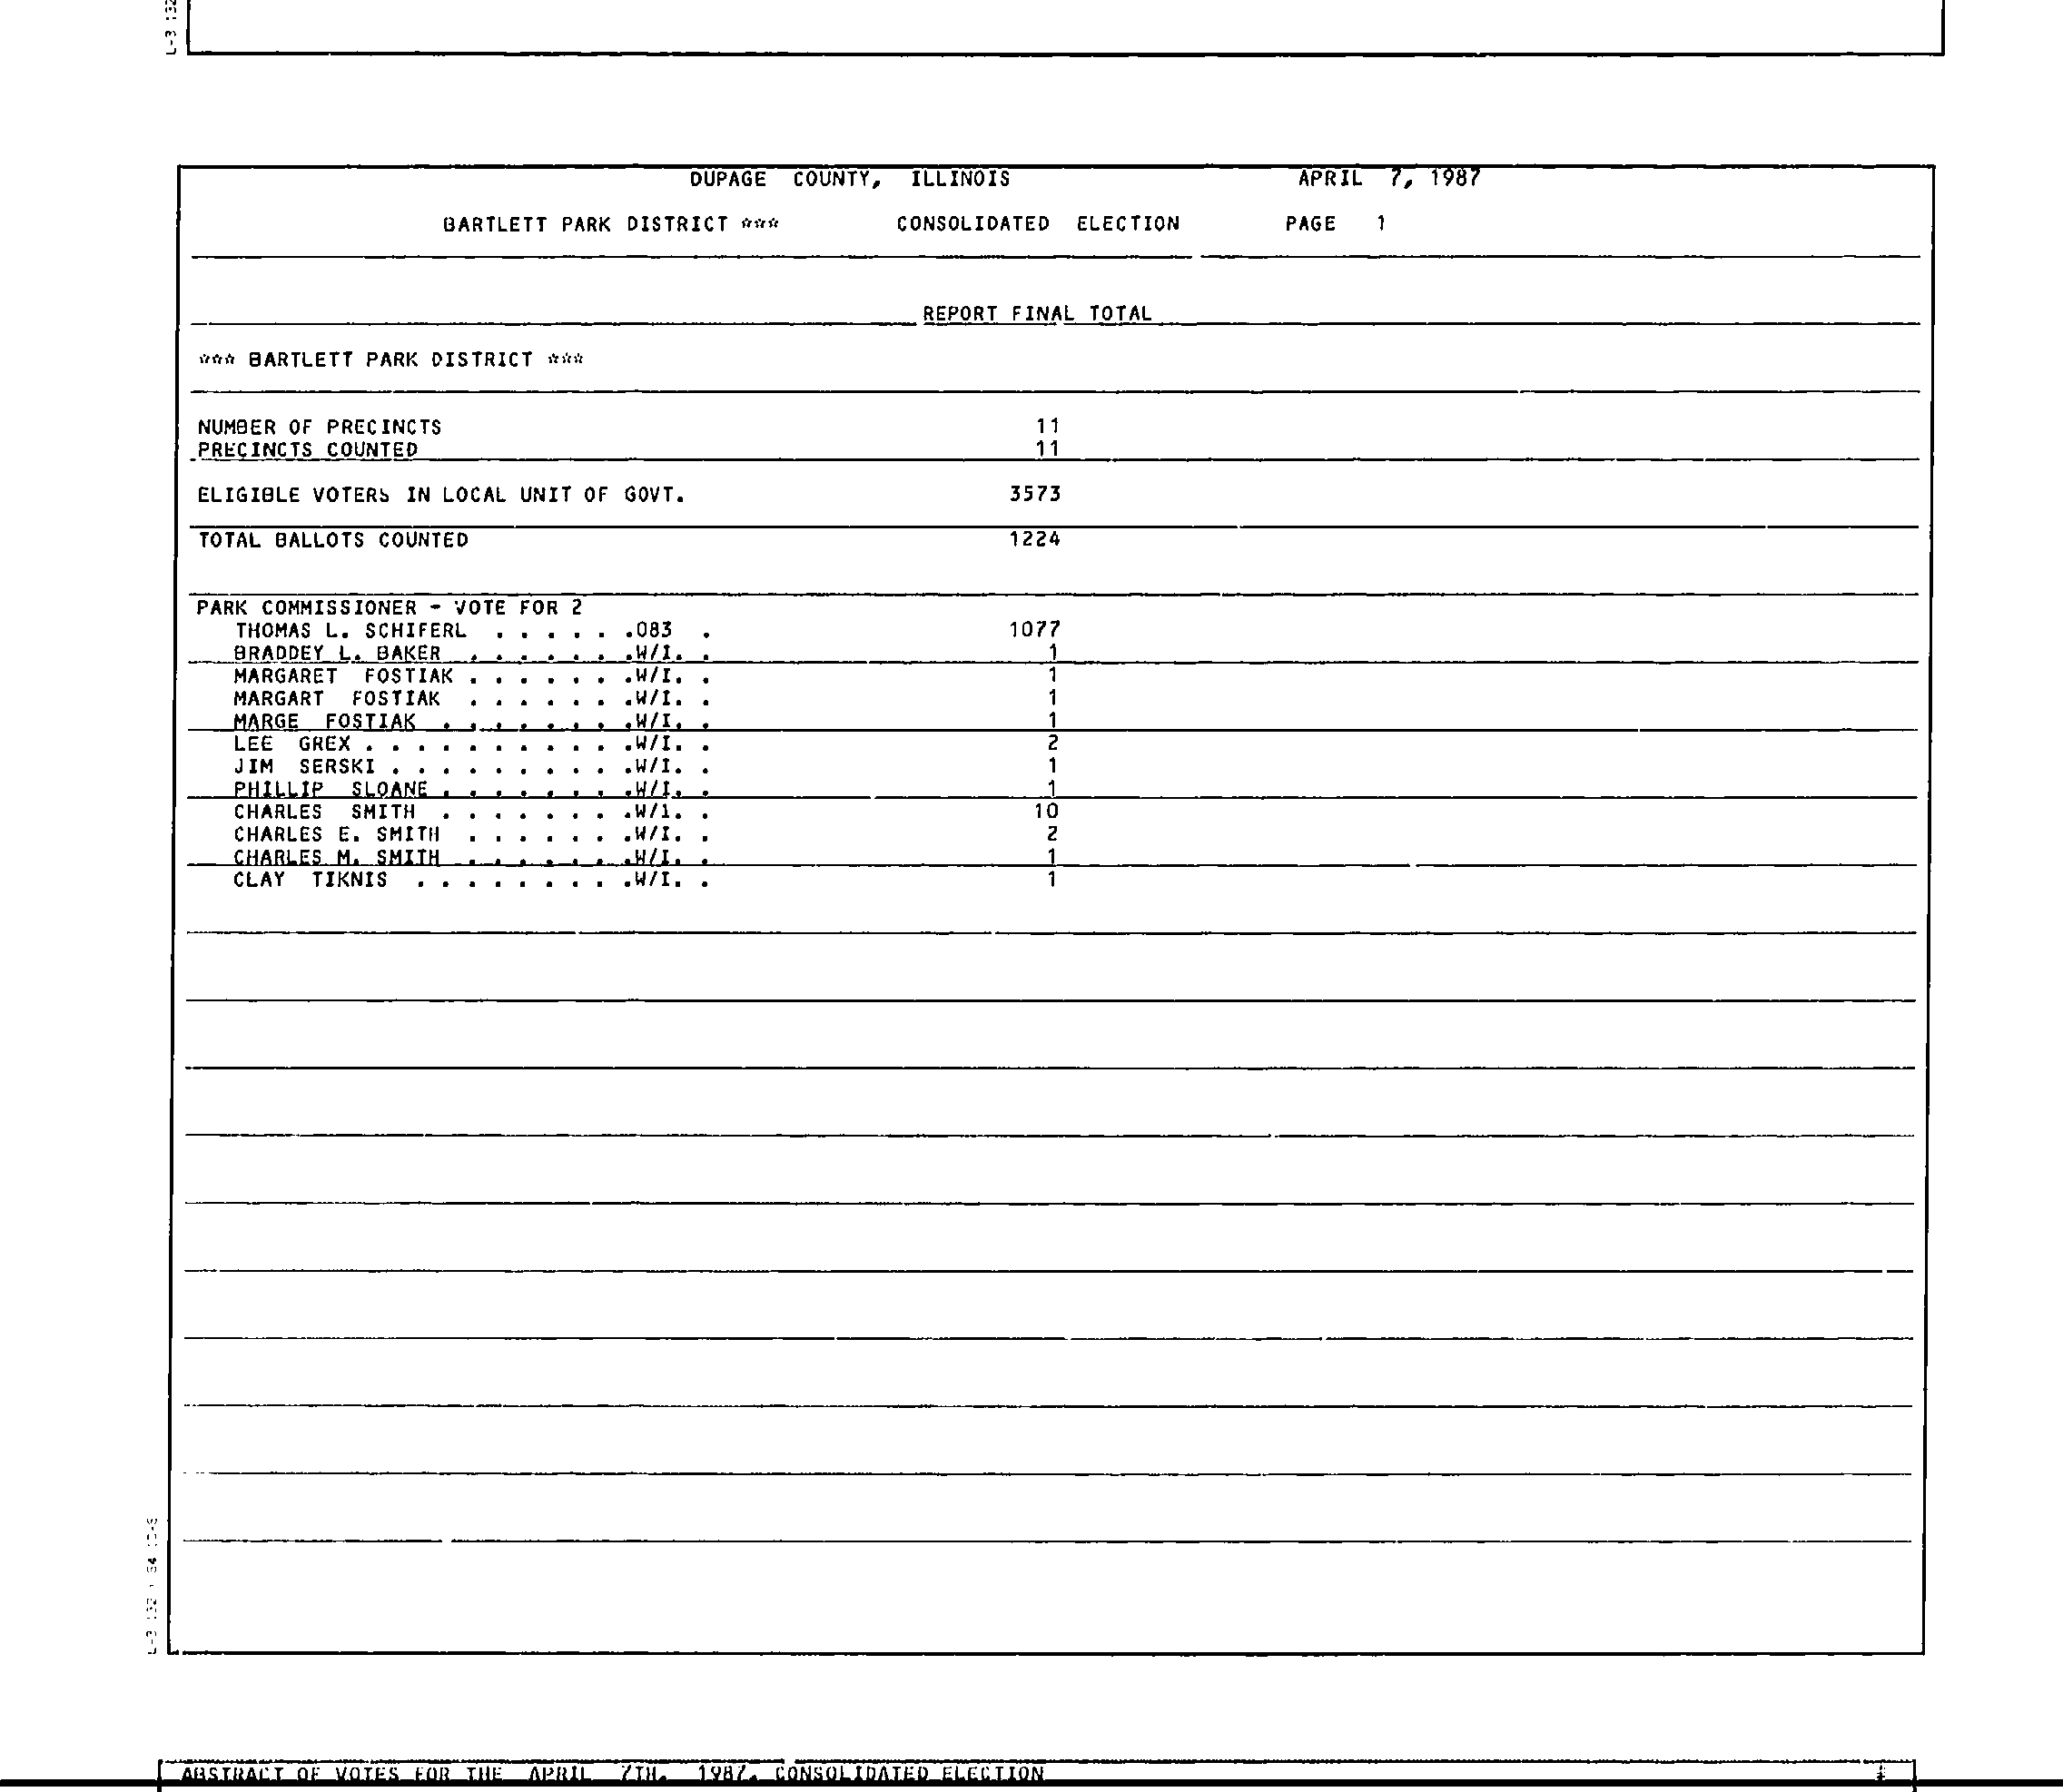 L-3 132
DUPAGE COUNTY, ILLINOIS APRIL 7, 1987
BARTLETT PARK DISTRICT *** CONSOLIDATED ELECTION PAGE 1
REPORT FINAL TOTAL
*** BARTLETT PARK DISTRICT ***
NUMBER OF PRECINCTS 11
PRECINCTS COUNTED 11
ELIGIBLE VOTERS IN LOCAL UNIT OF GOVT. 3573
TOTAL BALLOTS COUNTED 1224
PARK COMMISSIONER - VOTE FOR 2
THOMAS L. SCHIFERL . . . . . .083 . 1077
BRADDEY L. BAKER . . . . . . .W/I. . 1
MARGARET FOSTIAK . . . . . . .W/I. . 1
MARGART FOSTIAK . . . . . . .W/I. . 1
MARGE FOSTIAK . . . . . . . .W/I. . 1
LEE GREX . . . . . . . . . . .W/I. . 2
JIM SERSKI . . . . . . . . . .W/I. . 1
PHILLIP SLOANE . . . . . . . .W/I. . 1
CHARLES SMITH . . . . . . . .W/I. . 10
CHARLES E. SMITH . . . . . . .W/I. . 2
CHARLES M. SMITH . . . . . . .W/I. . 1
CLAY TIKNIS . . . . . . . . .W/I. . 1
L-3 132
ABSTRACT OF VOTES FOR THE APRIL 7TH, 1987, CONSOLIDATED ELECTION